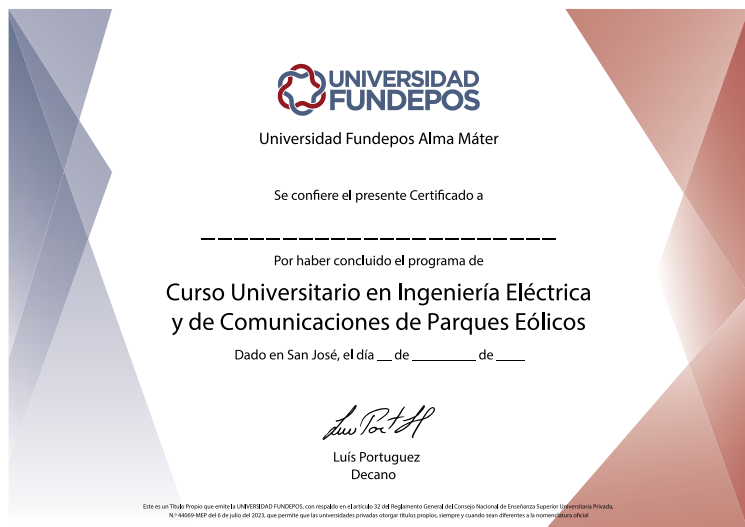 UNIVERSIDAD
FUNDEPOS
Universidad Fundepos Alma Máter
Se confiere el presente Certificado a
_______________________
Por haber concluido el programa de
Curso Universitario en Ingeniería Eléctrica
y de Comunicaciones de Parques Eólicos
Dado en San José, el día __ de _________ de ____
Luís Portuguez
Decano
Este es un Título Propio que emite la UNIVERSIDAD FUNDEPOS, con respaldo en el artículo 32 del Reglamento General del Consejo Nacional de Enseñanza Superior Universitaria Privada,
N.º 44069-MEP del 6 de julio del 2023, que permite que las universidades privadas otorgar títulos propios, siempre y cuando sean diferentes a la nomenclatura oficial